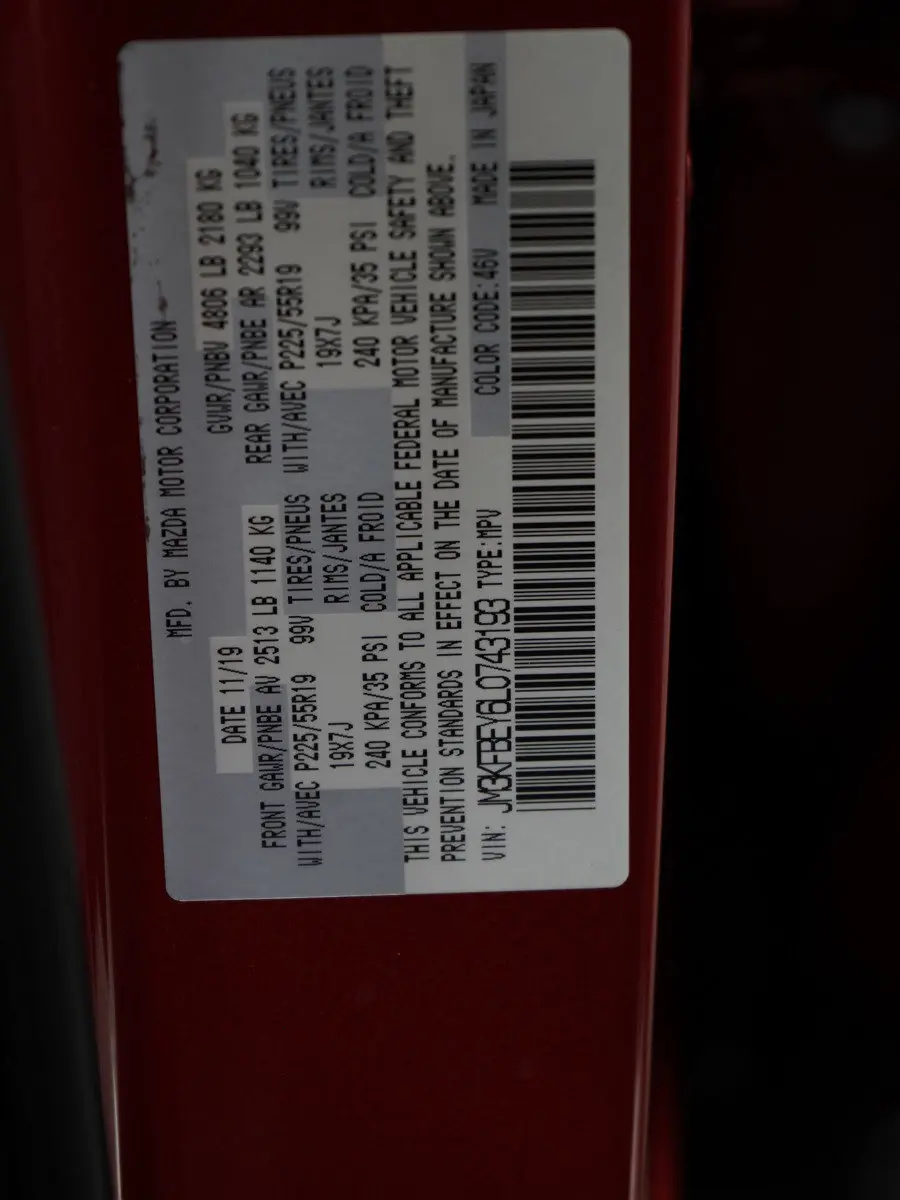 MFD. BY MAZDA MOTOR CORPORATION
DATE 11/19 GVWR/PNBV 4806 LB 2180 KG
FRONT GAWR/PNBE AV 2513 LB 1140 KG REAR GAWR/PNBE AR 2293 LB 1040 KG
WITH/AVEC P225/55R19 99V TIRES/PNEUS WITH/AVEC P225/55R19 99V TIRES/PNEUS
19X7J RIMS/JANTES 19X7J RIMS/JANTES
240 KPA/35 PSI COLD/A FROID 240 KPA/35 PSI COLD/A FROID
THIS VEHICLE CONFORMS TO ALL APPLICABLE FEDERAL MOTOR VEHICLE SAFETY AND THEFT
PREVENTION STANDARDS IN EFFECT ON THE DATE OF MANUFACTURE SHOWN ABOVE.
VIN: JM3KFBEY6L0743193 TYPE:MPV COLOR CODE:46V MADE IN JAPAN